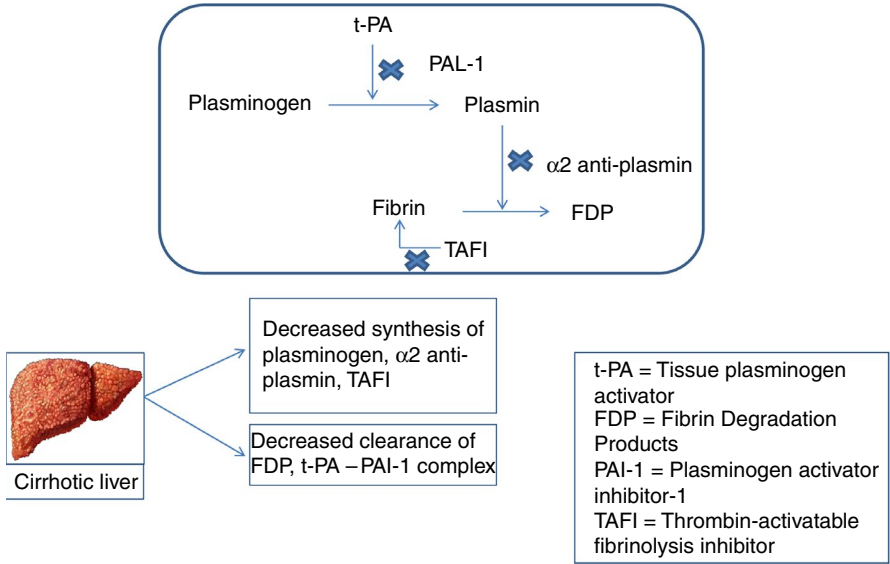 t-PA
PAL-1
Plasminogen
Plasmin
α2 anti-plasmin
Fibrin
FDP
TAFI
Decreased synthesis of
plasminogen, α2 anti-
plasmin, TAFI
Decreased clearance of
FDP, t-PA – PAI-1 complex
Cirrhotic liver
t-PA = Tissue plasminogen
activator
FDP = Fibrin Degradation
Products
PAI-1 = Plasminogen activator
inhibitor-1
TAFI = Thrombin-activatable
fibrinolysis inhibitor